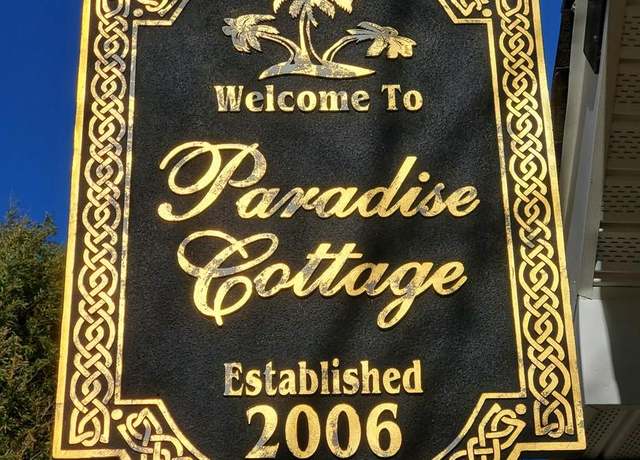 Welcome To
Paradise
Cottage
Established
2006